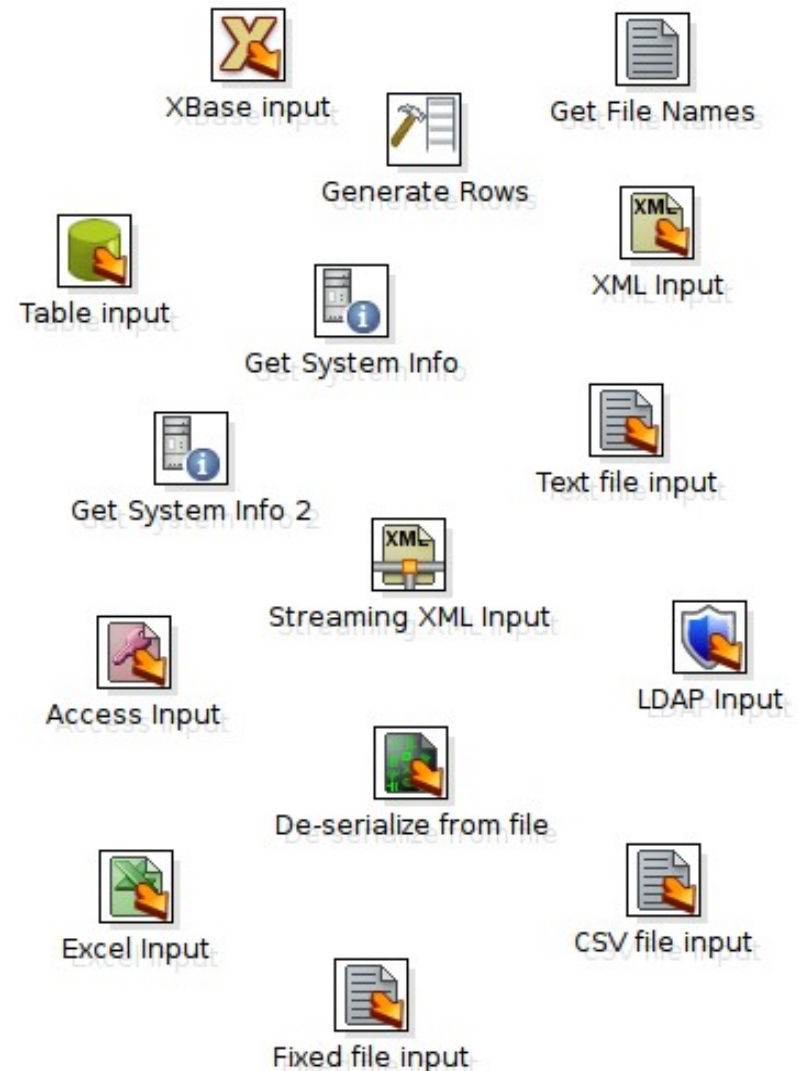 XBase input
Get File Names
Generate Rows
XML
XML Input
Table input
Get System Info
Text file input
Get System Info 2
XML
Streaming XML Input
LDAP Input
Access Input
De-serialize from file
CSV file input
Excel Input
Fixed file input